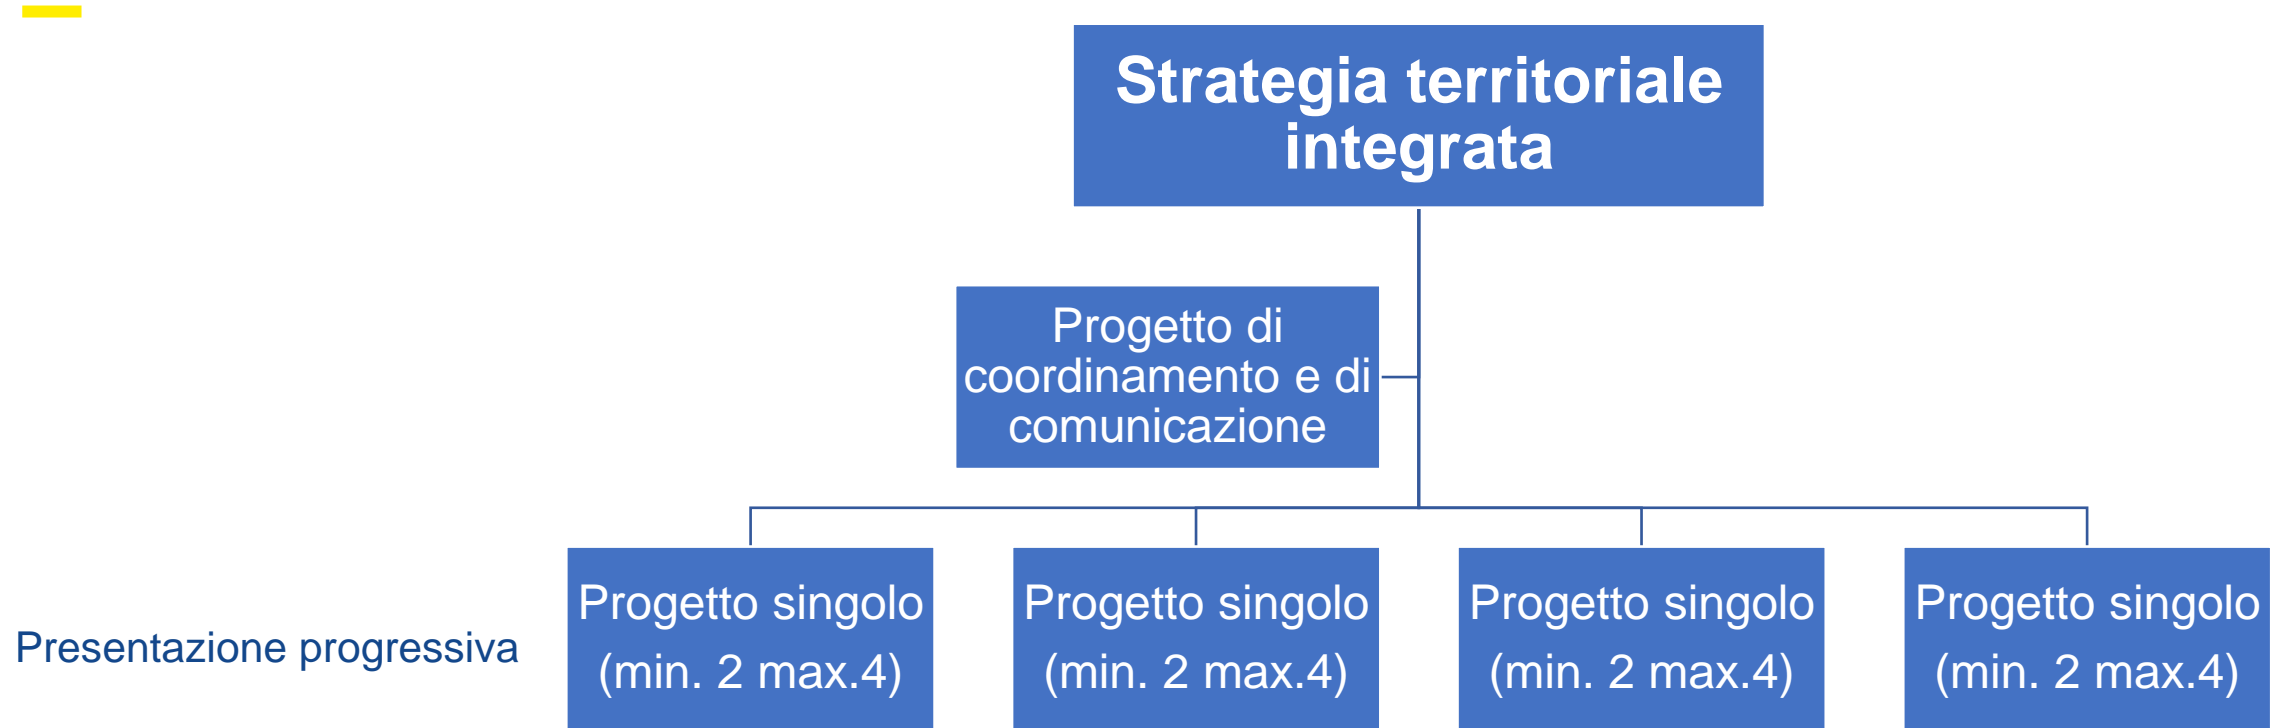 Strategia territoriale
integrata
Progetto di
coordinamento e di
comunicazione
Presentazione progressiva
Progetto singolo
(min. 2 max.4)
Progetto singolo
(min. 2 max.4)
Progetto singolo
(min. 2 max.4)
Progetto singolo
(min. 2 max.4)